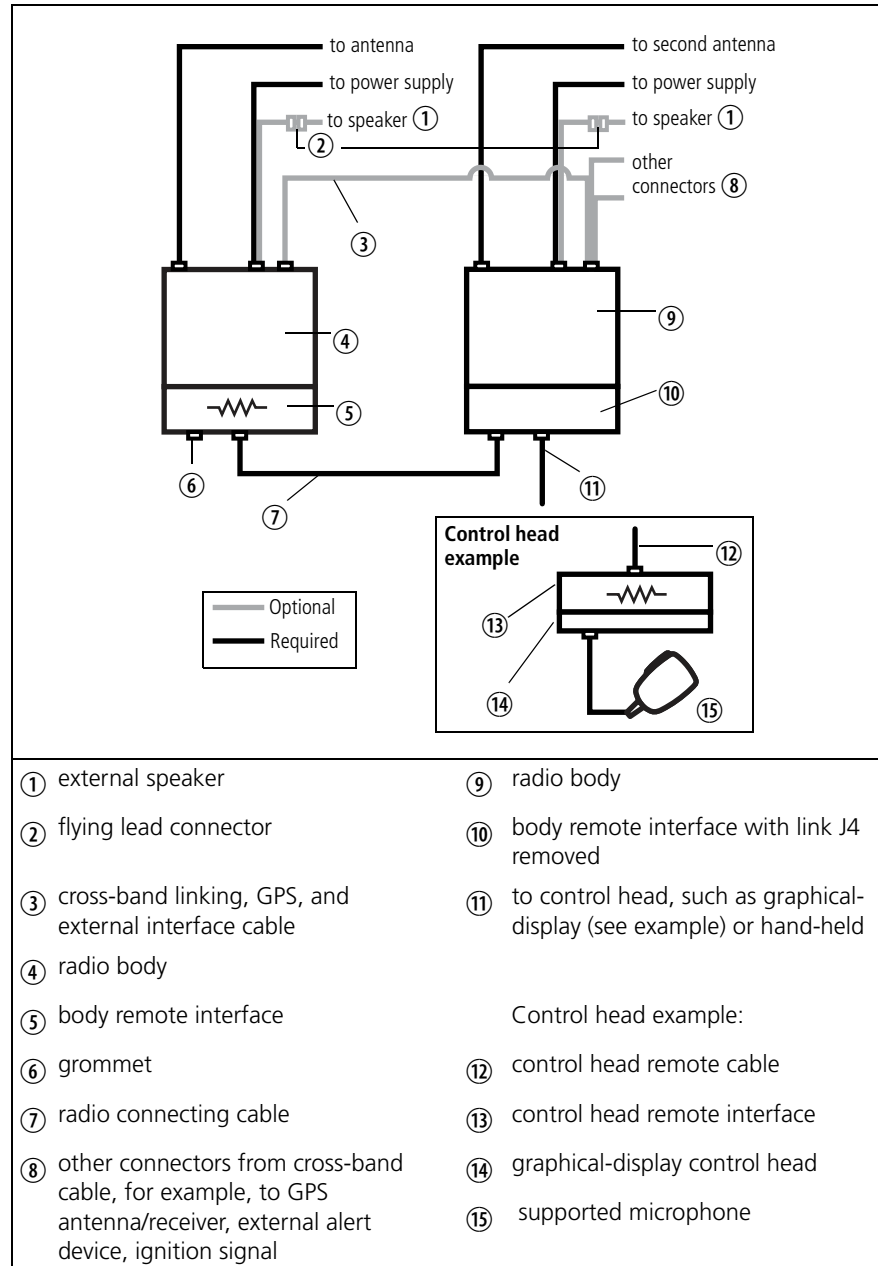 to antenna
to power supply
to speaker ①
②
③
④
⑤
⑥
⑦
to second antenna
to power supply
to speaker ①
other
connectors ⑧
⑨
⑩
⑪
Optional
Required
Control head
example
⑫
⑬
⑭
⑮
① external speaker
② flying lead connector
③ cross-band linking, GPS, and
external interface cable
④ radio body
⑤ body remote interface
⑥ grommet
⑦ radio connecting cable
⑧ other connectors from cross-band
cable, for example, to GPS
antenna/receiver, external alert
device, ignition signal
⑨ radio body
⑩ body remote interface with link J4
removed
⑪ to control head, such as graphical-
display (see example) or hand-held
Control head example:
⑫ control head remote cable
⑬ control head remote interface
⑭ graphical-display control head
⑮ supported microphone